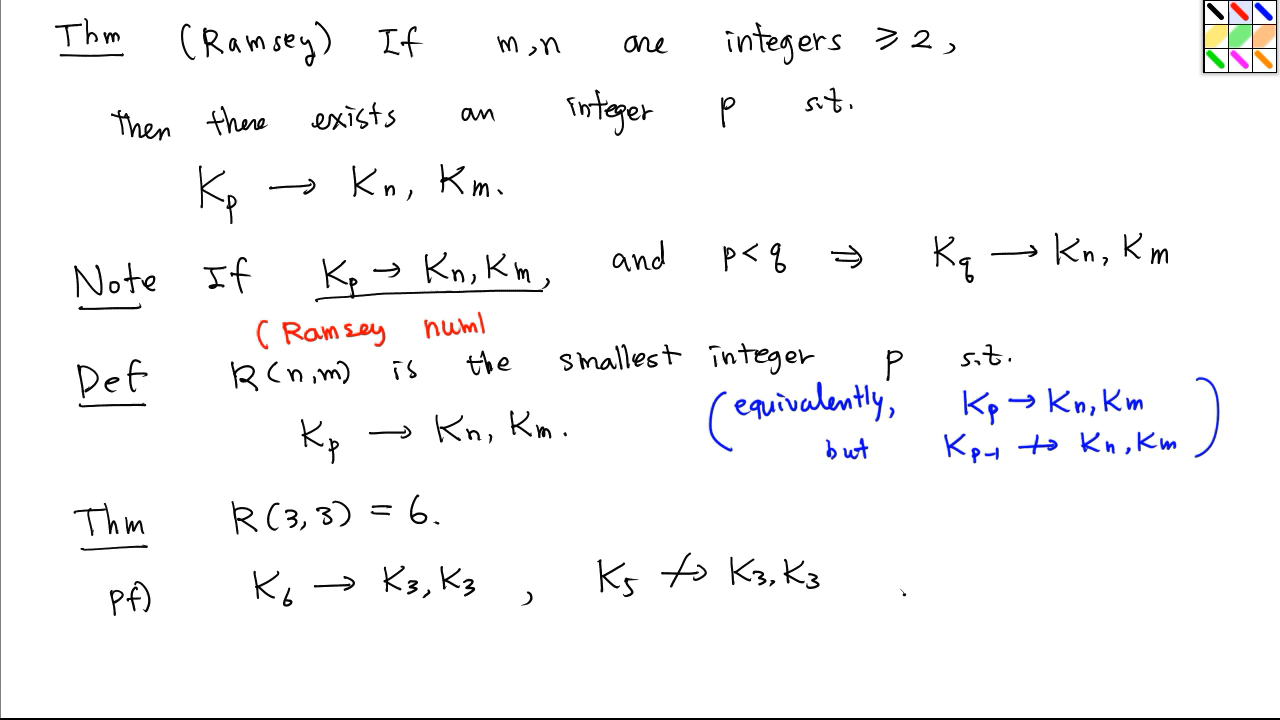 Thm (Ramsey) If m,n are integers ≥ 2,
then there exists an integer p s.t.
Kp → Kn, Km.
Note If Kp → Kn, Km, and p<q ⇒ Kq → Kn, Km
(Ramsey num
Def R(n,m) is the smallest integer p s.t.
Kp → Kn, Km.
(equivalently, Kp → Kn, Km
but Kp-1 ↛ Kn, Km)
Thm R(3,3) = 6.
pf) K6 → K3, K3 , K5 ↛ K3, K3 .